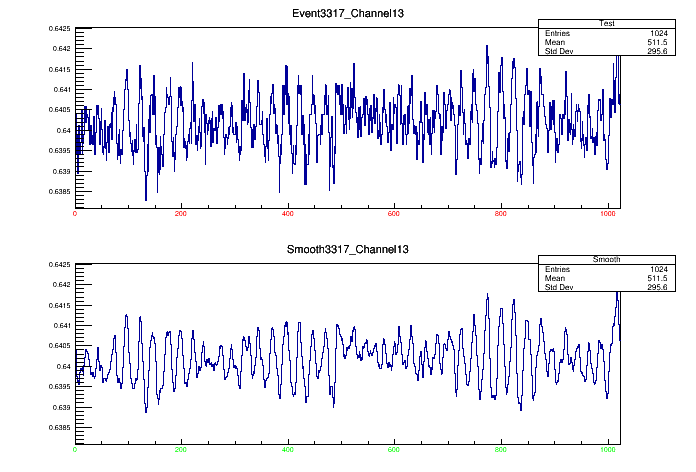 Event3317_Channel13
Test
Entries 1024
Mean 511.5
Std Dev 295.6
0.6425
0.642
0.6415
0.641
0.6405
0.64
0.6395
0.639
0.6385
0 200 400 600 800 1000
Smooth3317_Channel13
Smooth
Entries 1024
Mean 511.5
Std Dev 295.6
0.6425
0.642
0.6415
0.641
0.6405
0.64
0.6395
0.639
0.6385
0 200 400 600 800 1000